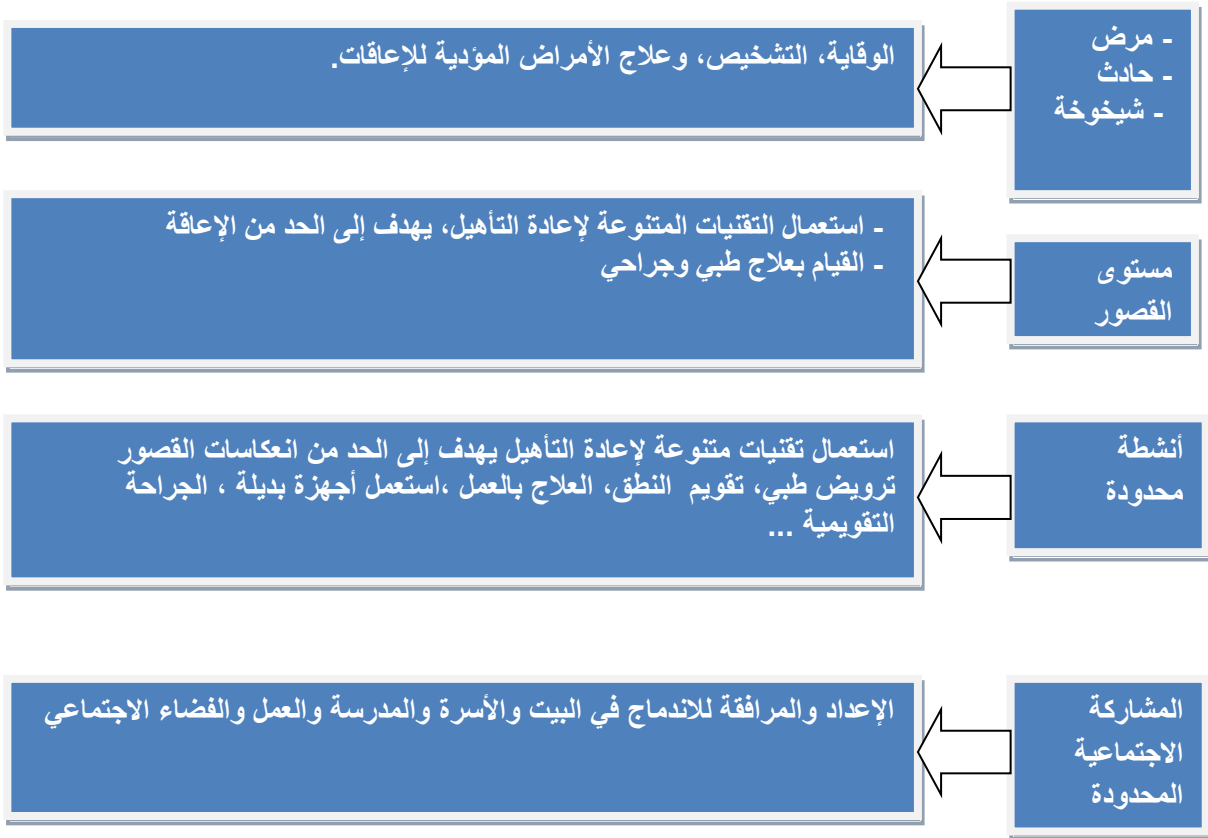 - مرض
- حادث
- شيخوخة
الوقاية، التشخيص، وعلاج الأمراض المؤدية للإعاقات.
مستوى
القصور
- استعمال التقنيات المتنوعة لإعادة التأهيل، يهدف إلى الحد من الإعاقة
- القيام بعلاج طبي وجراحي
أنشطة
محدودة
استعمال تقنيات متنوعة لإعادة التأهيل يهدف إلى الحد من انعكاسات القصور
ترويض طبي، تقويم النطق، العلاج بالعمل ،استعمل أجهزة بديلة ، الجراحة
التقويمية ...
المشاركة
الاجتماعية
المحدودة
الإعداد والمرافقة للاندماج في البيت والأسرة والمدرسة والعمل والفضاء الاجتماعي